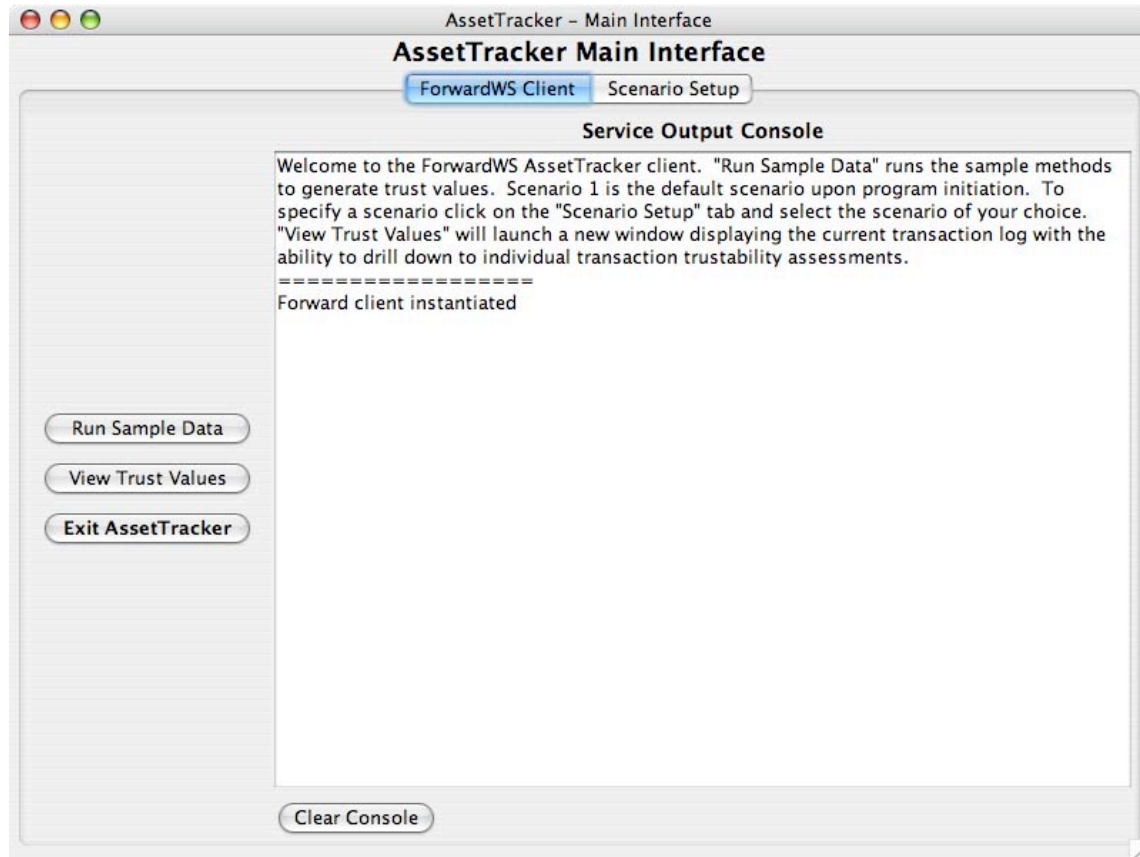 AssetTracker – Main Interface
AssetTracker Main Interface
ForwardWS Client
Scenario Setup
Service Output Console
Welcome to the ForwardWS AssetTracker client.  "Run Sample Data" runs the sample methods
to generate trust values.  Scenario 1 is the default scenario upon program initiation.  To
specify a scenario click on the "Scenario Setup" tab and select the scenario of your choice.
"View Trust Values" will launch a new window displaying the current transaction log with the
ability to drill down to individual transaction trustability assessments.
==================
Forward client instantiated
Run Sample Data
View Trust Values
Exit AssetTracker
Clear Console